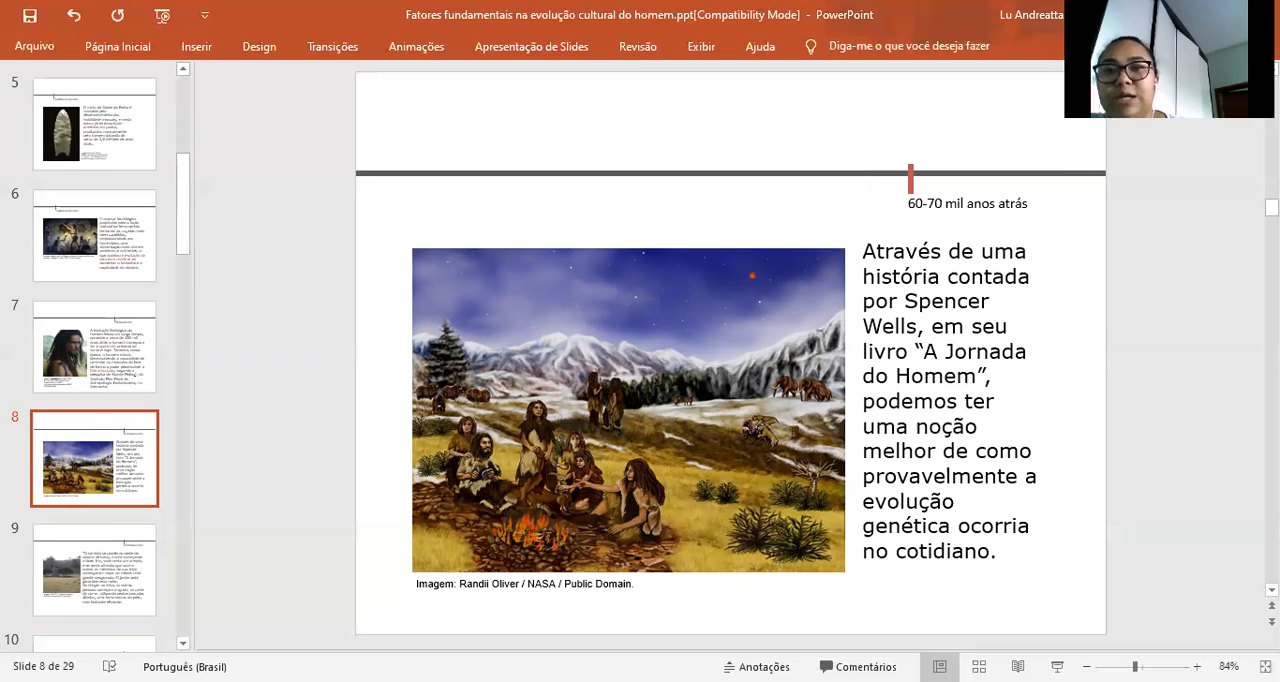 Fatores fundamentais na evolução cultural do homem.ppt[Compatibility Mode] - PowerPoint
Lu Andreatta
Arquivo
Página Inicial
Inserir
Design
Transições
Animações
Apresentação de Slides
Revisão
Exibir
Ajuda
Diga-me o que você deseja fazer
5
6
7
8
9
10
60-70 mil anos atrás
Através de uma
história contada
por Spencer
Wells, em seu
livro “A Jornada
do Homem”,
podemos ter
uma noção
melhor de como
provavelmente a
evolução
genética ocorria
no cotidiano.
Imagem: Randii Oliver / NASA / Public Domain.
Slide 8 de 29
Português (Brasil)
Anotações
Comentários
84%